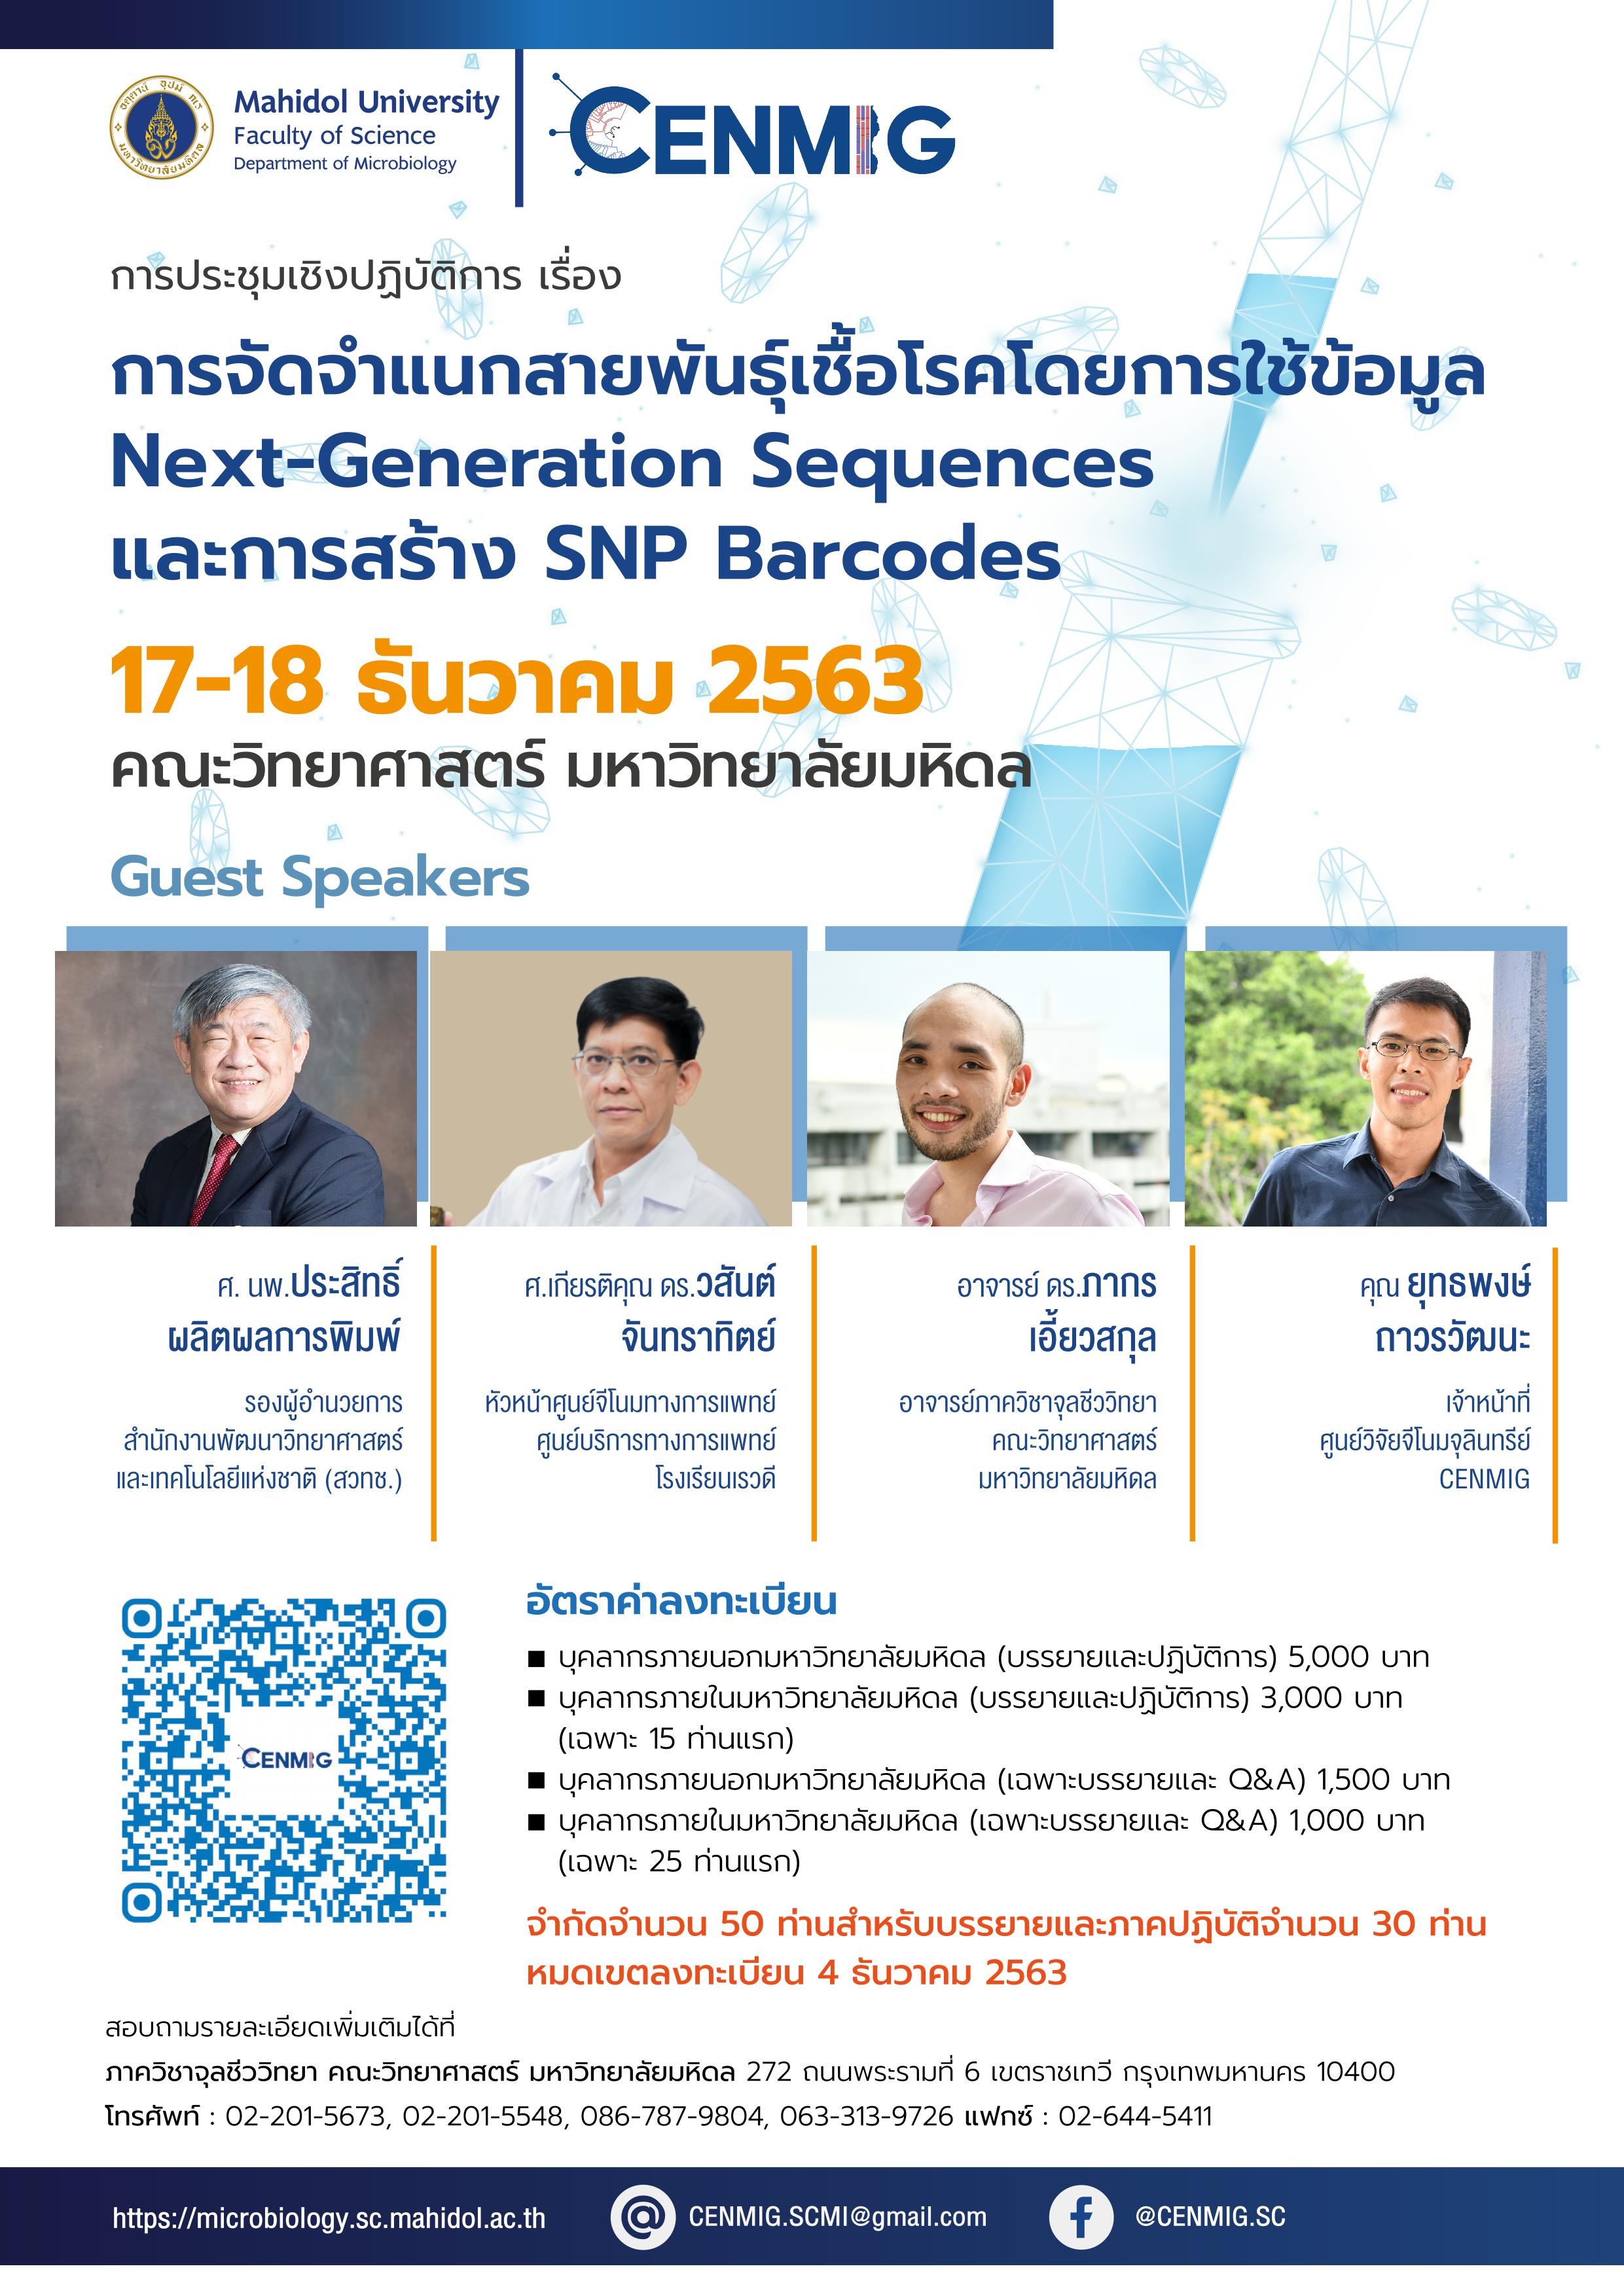 Mahidol University
Faculty of Science
Department of Microbiology
CENMIG
การประชุมเชิงปฏิบัติการ เรื่อง
การจัดจำแนกสายพันธุ์เชื้อโรคโดยการใช้ข้อมูล
Next-Generation Sequences
และการสร้าง SNP Barcodes
17-18 ธันวาคม 2563
คณะวิทยาศาสตร์ มหาวิทยาลัยมหิดล
Guest Speakers
ศ. นพ.ประสิทธิ์
ผลิตผลการพิมพ์
รองผู้อำนวยการ
สำนักงานพัฒนาวิทยาศาสตร์
และเทคโนโลยีแห่งชาติ (สวทช.)
ศ.เกียรติคุณ ดร.วสันต์
จันทราทิตย์
หัวหน้าศูนย์จีโนมทางการแพทย์
ศูนย์บริการทางการแพทย์
โรงเรียนเรวดี
อาจารย์ ดร.ภากร
เอี้ยวสกุล
อาจารย์ภาควิชาจุลชีววิทยา
คณะวิทยาศาสตร์
มหาวิทยาลัยมหิดล
คุณ ยุทธพงษ์
ถาวรวัฒนะ
เจ้าหน้าที่
ศูนย์วิจัยจีโนมจุลินทรีย์
CENMIG
CENMIG
อัตราค่าลงทะเบียน
■ บุคลากรภายนอกมหาวิทยาลัยมหิดล (บรรยายและปฏิบัติการ) 5,000 บาท
■ บุคลากรภายในมหาวิทยาลัยมหิดล (บรรยายและปฏิบัติการ) 3,000 บาท
(เฉพาะ 15 ท่านแรก)
■ บุคลากรภายนอกมหาวิทยาลัยมหิดล (เฉพาะบรรยายและ Q&A) 1,500 บาท
■ บุคลากรภายในมหาวิทยาลัยมหิดล (เฉพาะบรรยายและ Q&A) 1,000 บาท
(เฉพาะ 25 ท่านแรก)
จำกัดจำนวน 50 ท่านสำหรับบรรยายและภาคปฏิบัติจำนวน 30 ท่าน
หมดเขตลงทะเบียน 4 ธันวาคม 2563
สอบถามรายละเอียดเพิ่มเติมได้ที่
ภาควิชาจุลชีววิทยา คณะวิทยาศาสตร์ มหาวิทยาลัยมหิดล 272 ถนนพระรามที่ 6 เขตราชเทวี กรุงเทพมหานคร 10400
โทรศัพท์ : 02-201-5673, 02-201-5548, 086-787-9804, 063-313-9726 แฟกซ์ : 02-644-5411
https://microbiology.sc.mahidol.ac.th
CENMIG.SCMI@gmail.com
@CENMIG.SC